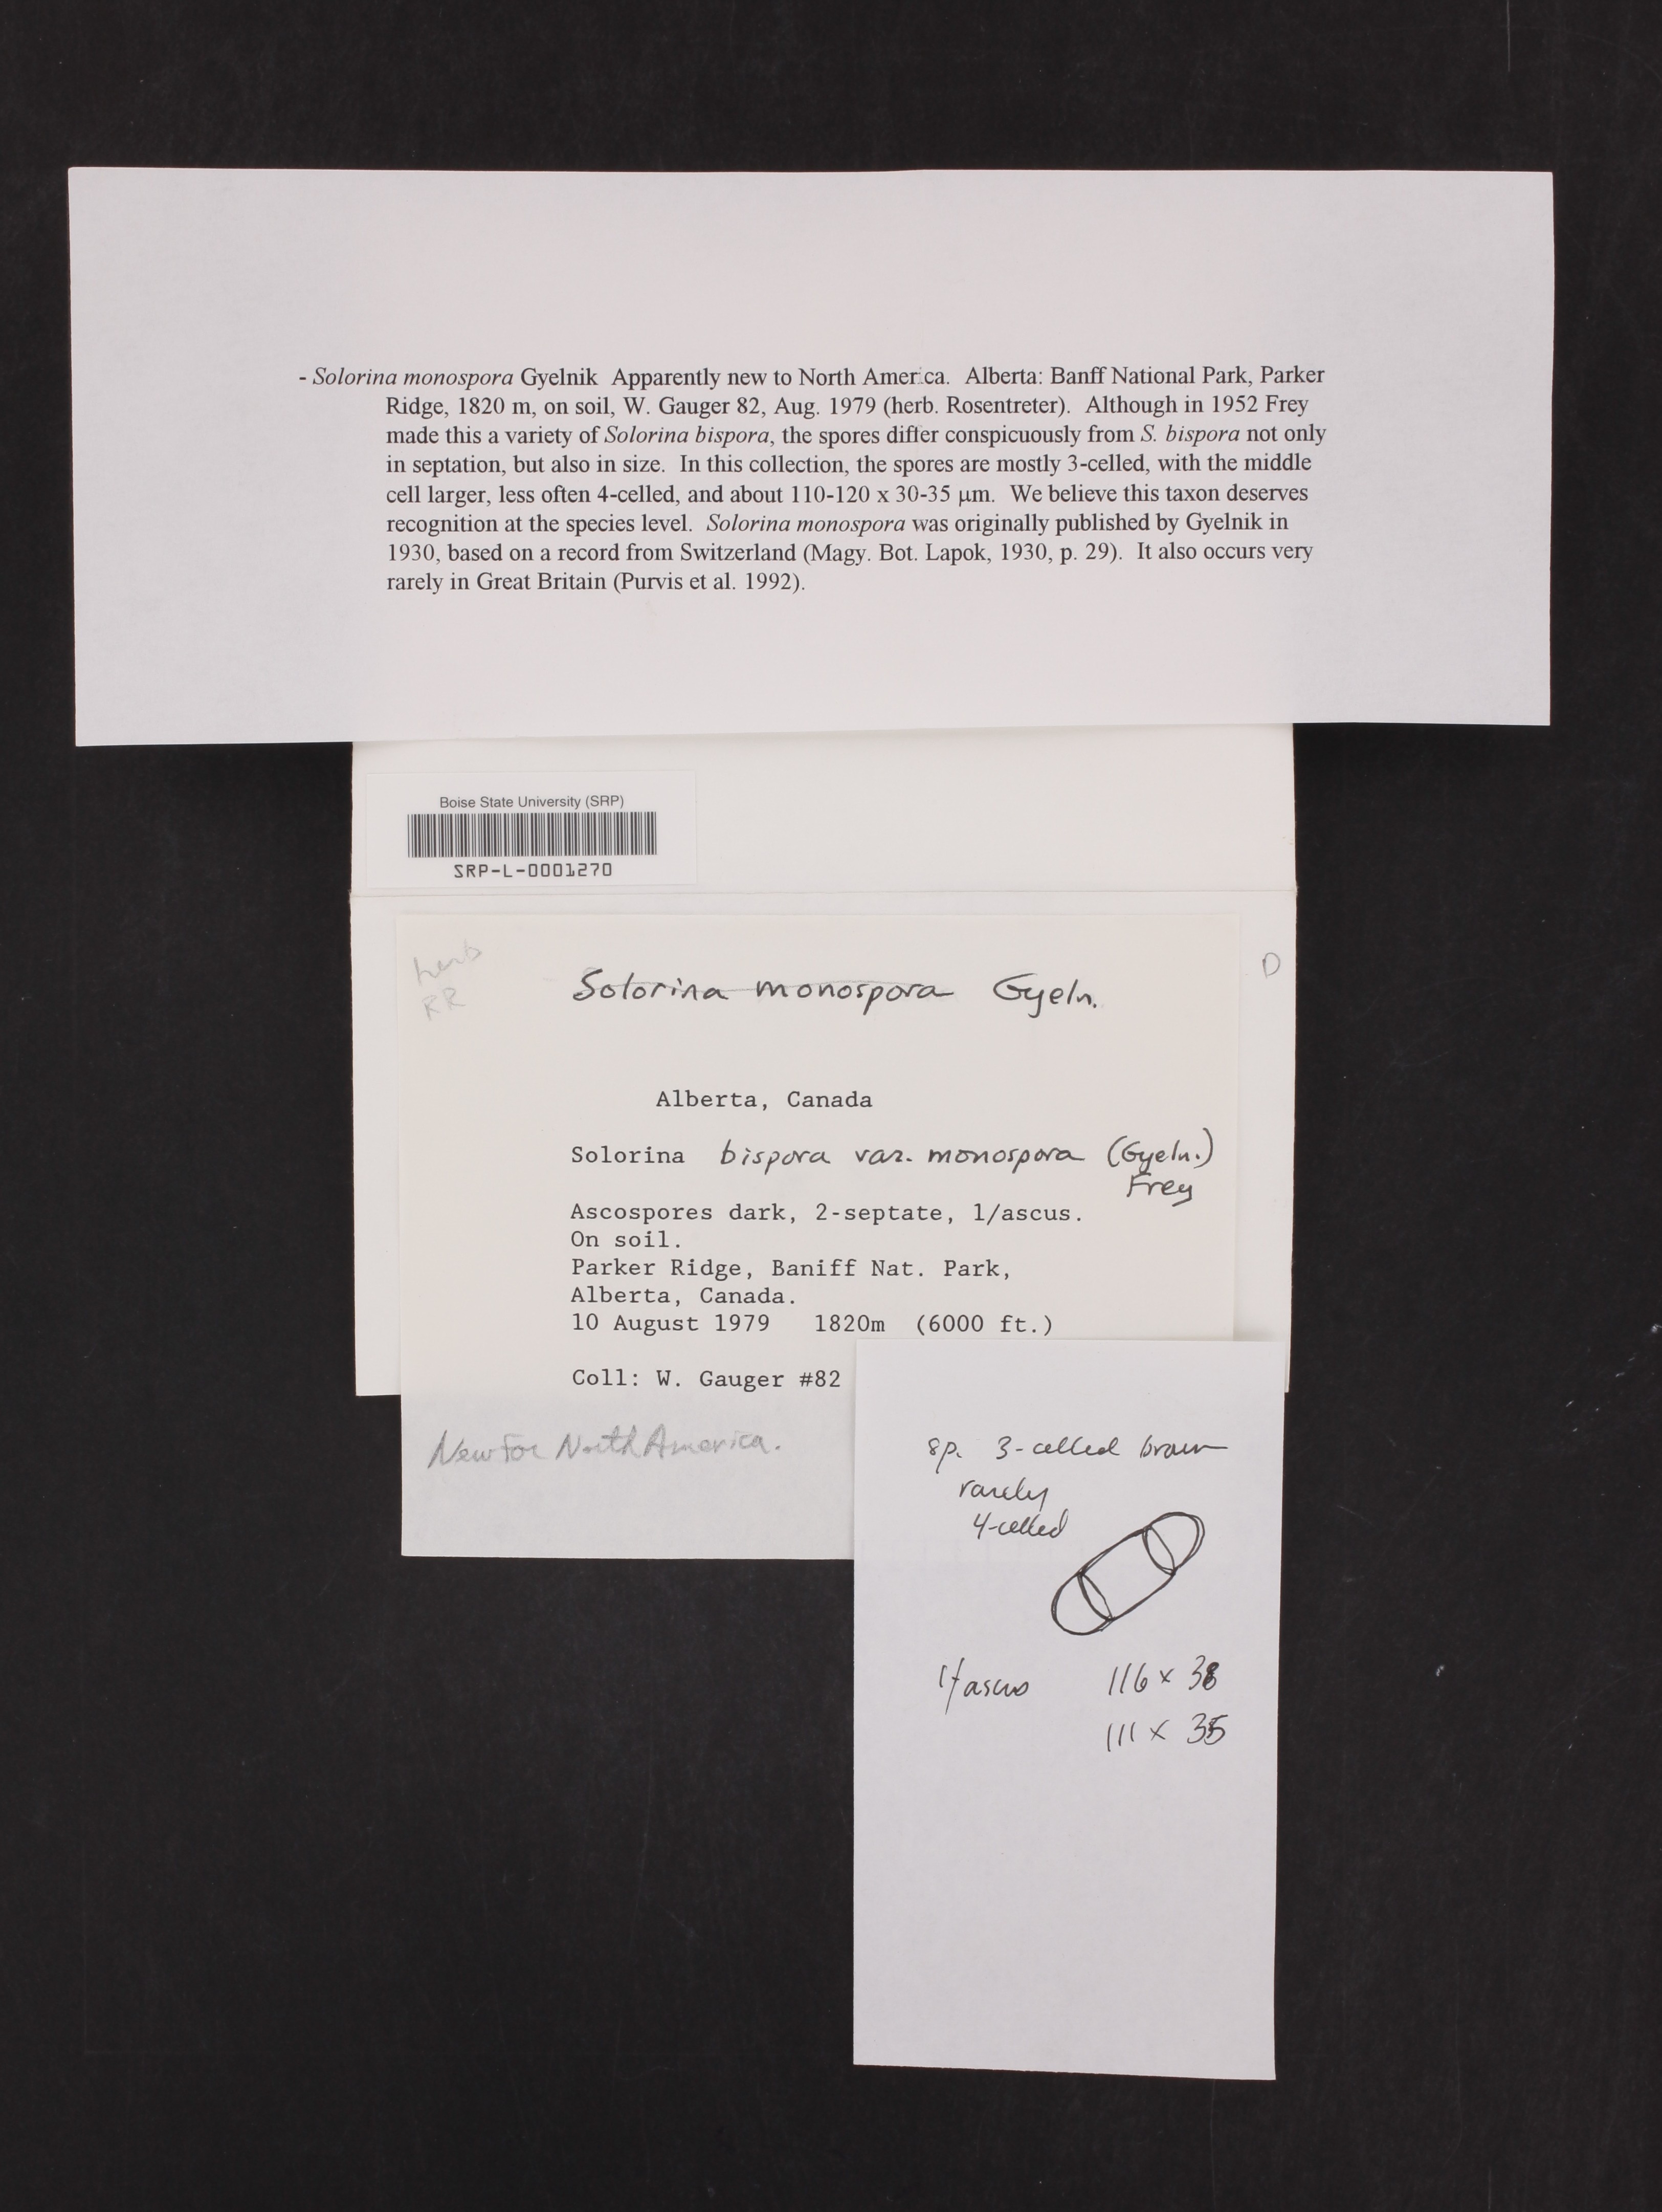 - Solorina monospora Gyelnik Apparently new to North America. Alberta: Banff National Park, Parker
Ridge, 1820 m, on soil, W. Gauger 82, Aug. 1979 (herb. Rosentreter). Although in 1952 Frey
made this a variety of Solorina bispora, the spores differ conspicuously from S. bispora not only
in septation, but also in size. In this collection, the spores are mostly 3-celled, with the middle
cell larger, less often 4-celled, and about 110-120 x 30-35 µm. We believe this taxon deserves
recognition at the species level. Solorina monospora was originally published by Gyelnik in
1930, based on a record from Switzerland (Magy. Bot. Lapok, 1930, p. 29). It also occurs very
rarely in Great Britain (Purvis et al. 1992).
Boise State University (SRP)
SRP-L-0001270
herb
RR
D
Solorina monospora Gyeln.
Alberta, Canada
Solorina bispora var. monospora (Gyeln.)
Frey
Ascospores dark, 2-septate, 1/ascus.
On soil.
Parker Ridge, Baniff Nat. Park,
Alberta, Canada.
10 August 1979 1820m (6000 ft.)
Coll: W. Gauger #82
New for North America.
sp. 3-celled brown
rarely
4-celled
1/ascus 116 x 38
111 x 35